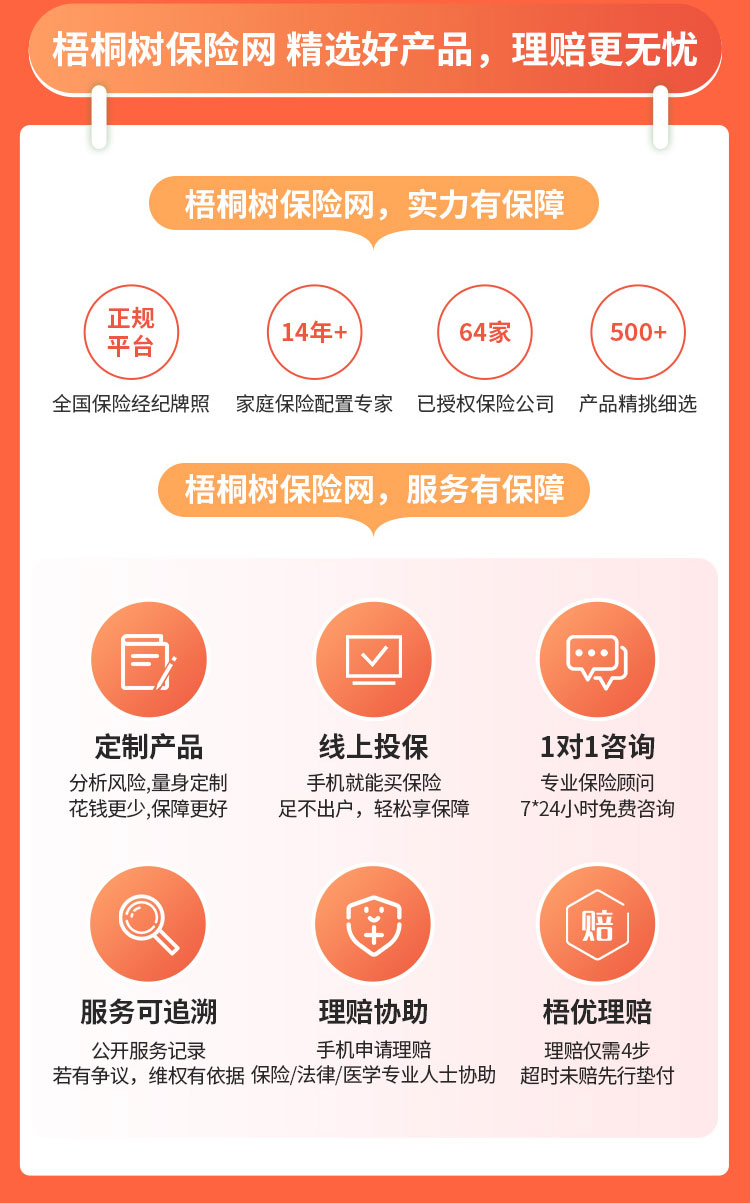 梧桐树保险网 精选好产品，理赔更无忧
梧桐树保险网，实力有保障
正规
平台
14年+
64家
500+
全国保险经纪牌照
家庭保险配置专家
已授权保险公司
产品精挑细选
梧桐树保险网，服务有保障
定制产品
分析风险,量身定制
花钱更少,保障更好
线上投保
手机就能买保险
足不出户，轻松享保障
1对1咨询
专业保险顾问
7*24小时免费咨询
服务可追溯
公开服务记录
若有争议，维权有依据
理赔协助
手机申请理赔
保险/法律/医学专业人士协助
赔
梧优理赔
理赔仅需4步
超时未赔先行垫付